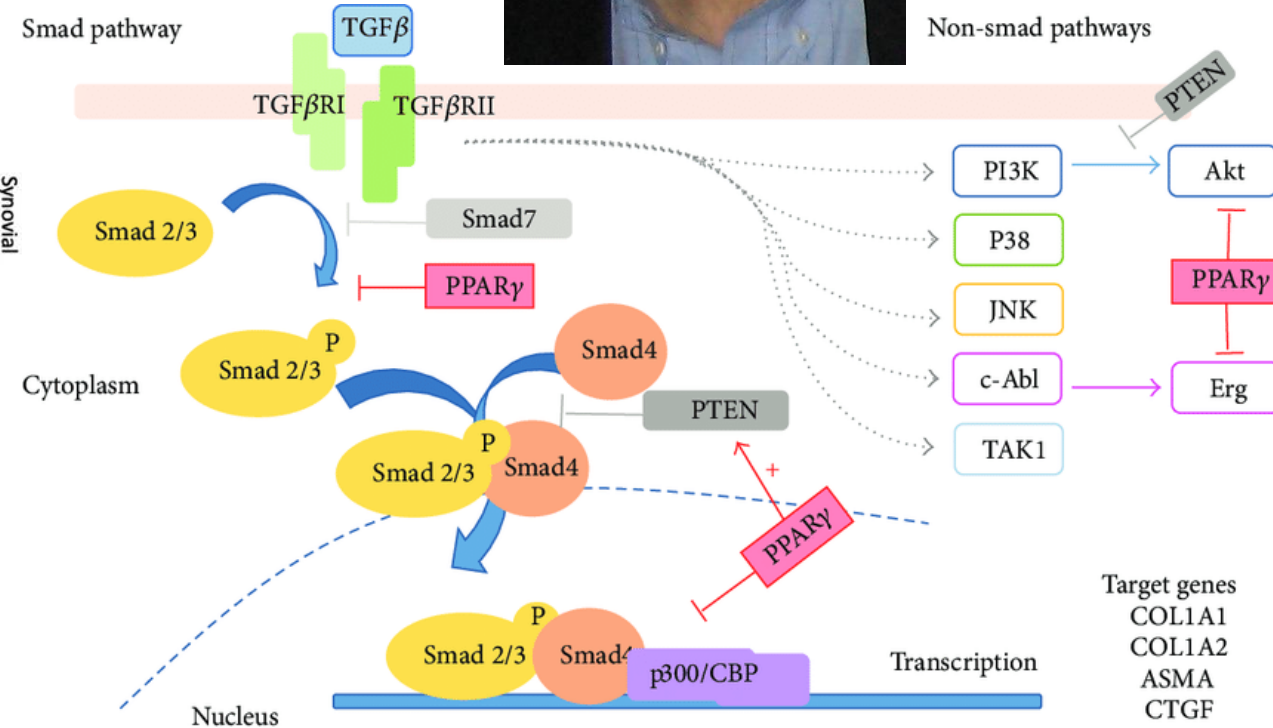 Smad pathway
TGFβ
Non-smad pathways
TGFβRI
TGFβRII
PTEN
PI3K
Akt
Synovial
Smad 2/3
Smad7
P38
PPARγ
PPARγ
JNK
P
Smad 2/3
Smad4
Cytoplasm
c-Abl
Erg
PTEN
P
Smad 2/3
Smad4
TAK1
+
PPARγ
Target genes
COL1A1
COL1A2
ASMA
CTGF
P
Smad 2/3
Smad4
p300/CBP
Transcription
Nucleus